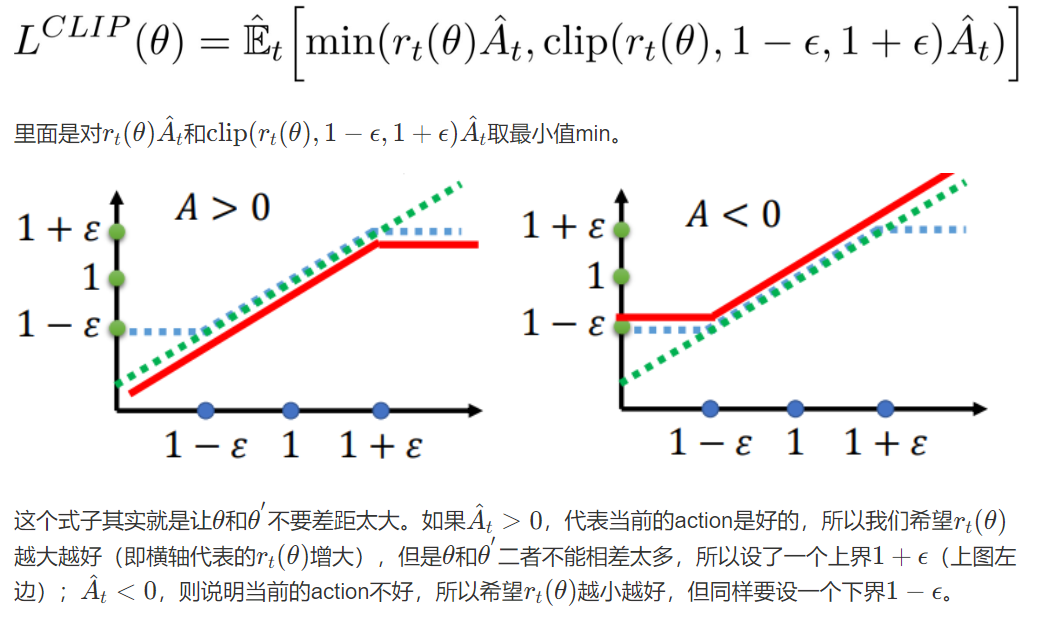 L^{CLIP}(θ) = Ê_t[min(r_t(θ)Â_t, clip(r_t(θ), 1 − ϵ, 1 + ϵ)Â_t)]
里面是对r_t(θ)Â_t和clip(r_t(θ), 1 − ϵ, 1 + ϵ)Â_t取最小值min。
A > 0
1 + ε
1
1 − ε
1 − ε 1 1 + ε
A < 0
1 + ε
1
1 − ε
1 − ε 1 1 + ε
这个式子其实就是让θ和θ′不要差距太大。如果Â_t > 0，代表当前的action是好的，所以我们希望r_t(θ)
越大越好（即横轴代表的r_t(θ)增大），但是θ和θ′二者不能相差太多，所以设了一个上界1 + ϵ（上图左
边）；Â_t < 0，则说明当前的action不好，所以希望r_t(θ)越小越好，但同样要设一个下界1 − ϵ。